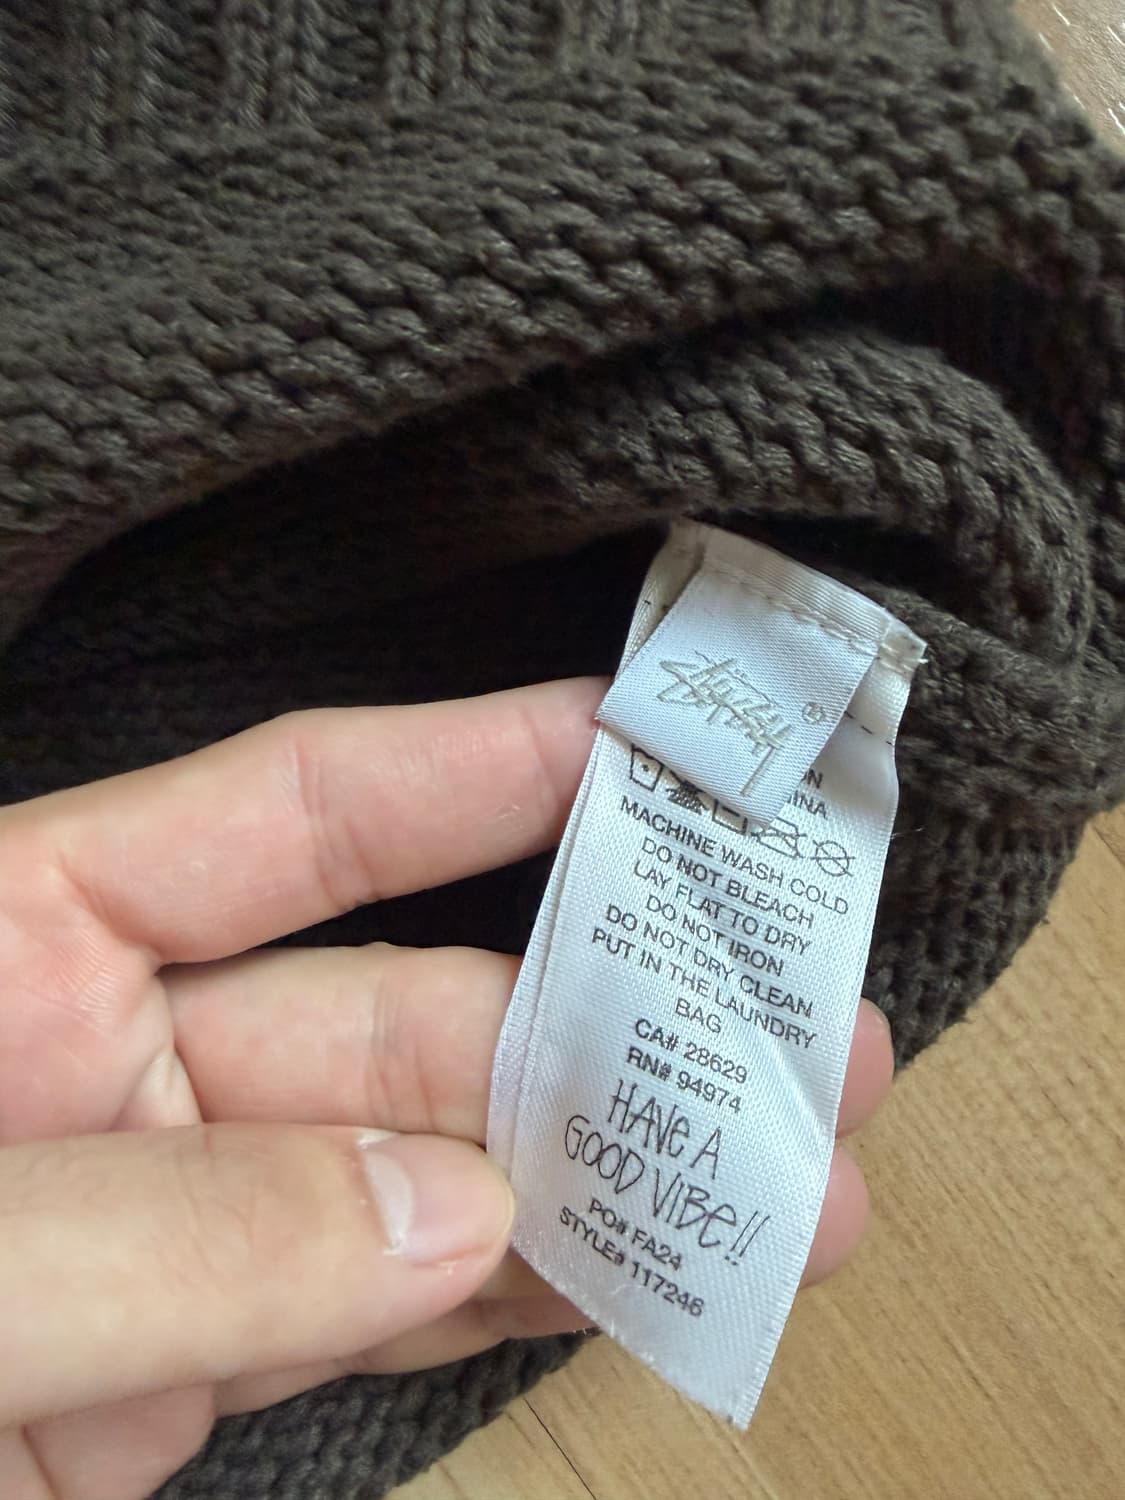 Stüssy ®
MACHINE WASH COLD
DO NOT BLEACH
LAY FLAT TO DRY
DO NOT IRON
DO NOT DRY CLEAN
PUT IN THE LAUNDRY
BAG
CA# 28629
RN# 94974
HAVE A
GOOD VIBE!!
PO# FA24
STYLE# 117246